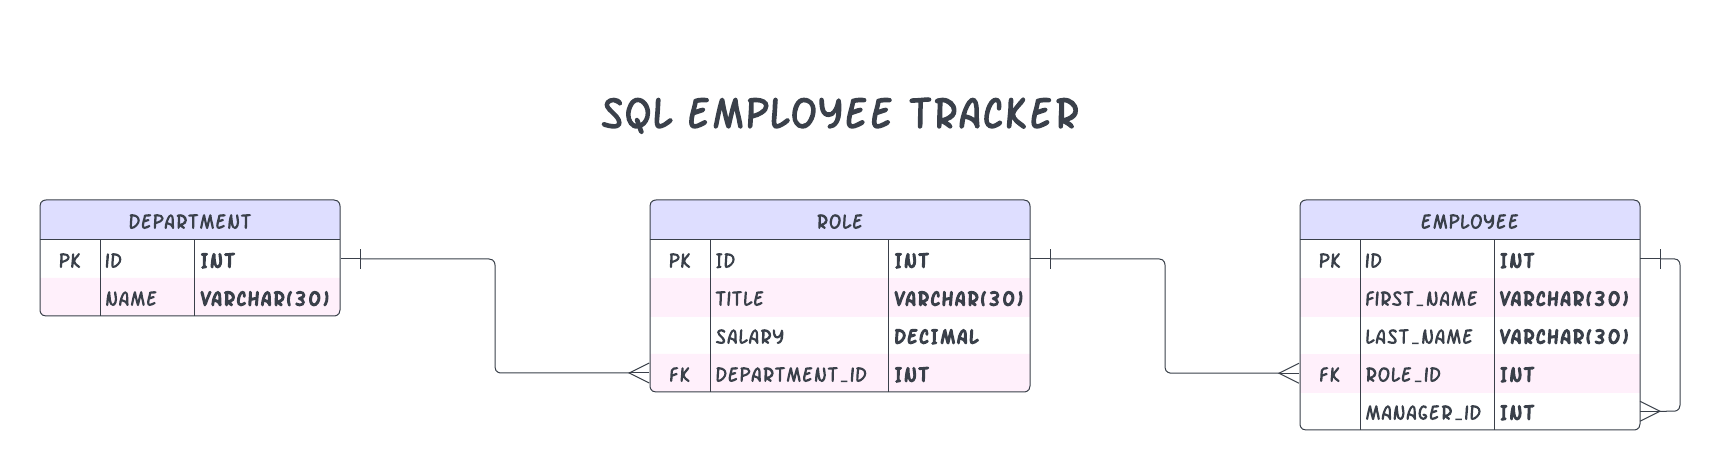 SQL EMPLOYEE TRACKER
DEPARTMENT
PK ID INT
NAME VARCHAR(30)
ROLE
PK ID INT
TITLE VARCHAR(30)
SALARY DECIMAL
FK DEPARTMENT_ID INT
EMPLOYEE
PK ID INT
FIRST_NAME VARCHAR(30)
LAST_NAME VARCHAR(30)
FK ROLE_ID INT
MANAGER_ID INT